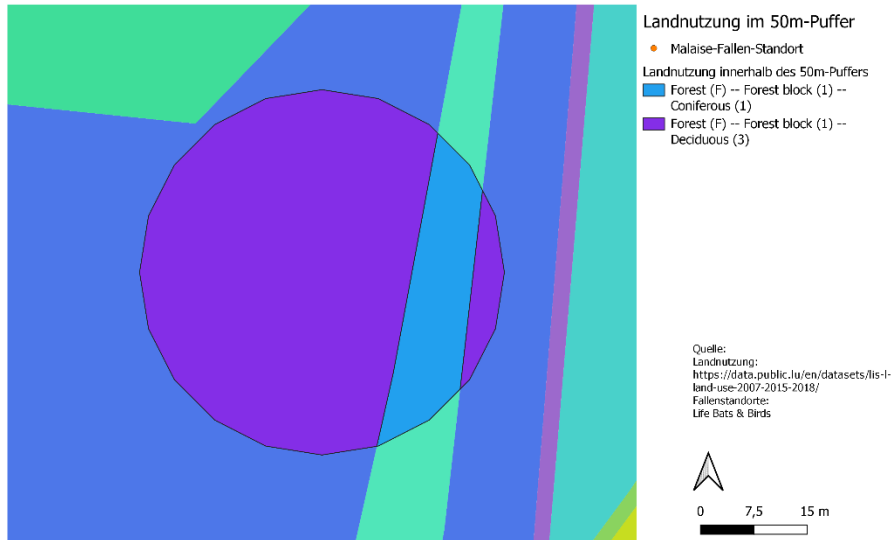 Landnutzung im 50m-Puffer
Malaise-Fallen-Standort
Landnutzung innerhalb des 50m-Puffers
Forest (F) -- Forest block (1) --
Coniferous (1)
Forest (F) -- Forest block (1) --
Deciduous (3)
Quelle:
Landnutzung:
https://data.public.lu/en/datasets/lis-l-
land-use-2007-2015-2018/
Fallenstandorte:
Life Bats & Birds
0 7,5 15 m